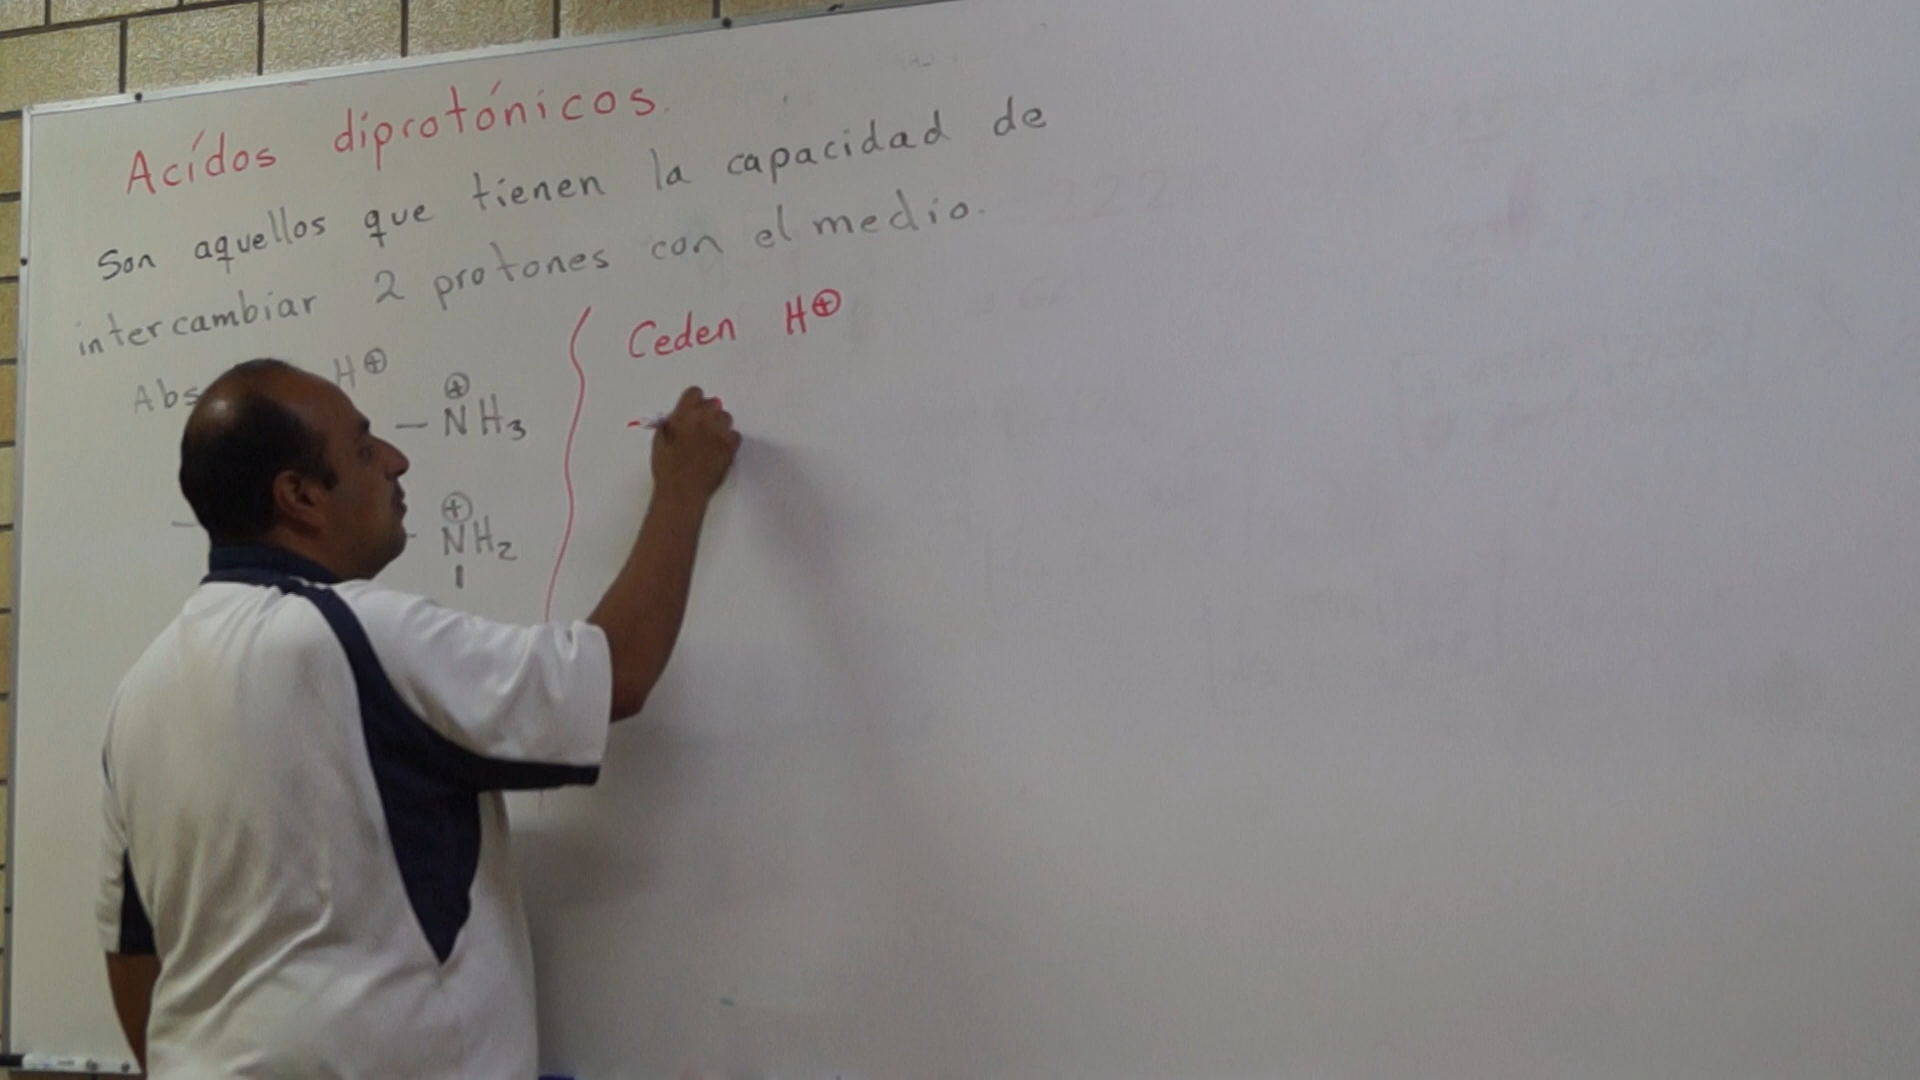 Acídos diprotónicos.
Son aquellos que tienen la capacidad de
intercambiar 2 protones con el medio.
H⊕
— N⊕H₃
N⊕H₂
Ceden H⊕